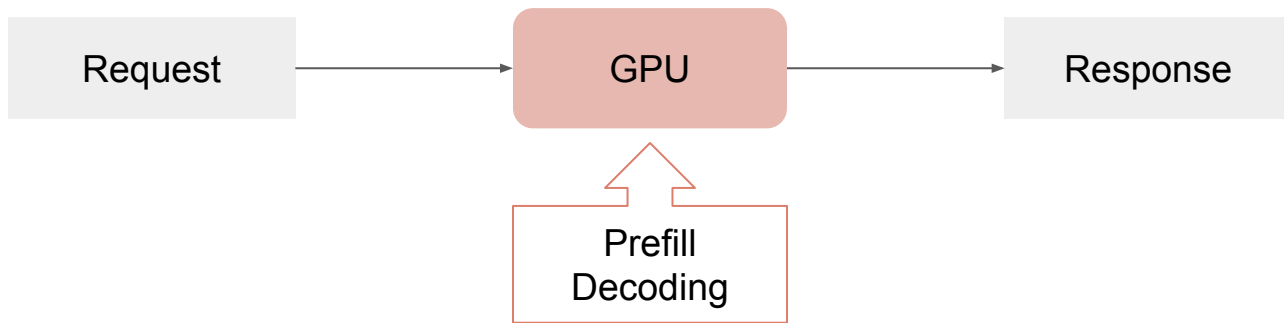 Request
GPU
Response
Prefill
Decoding